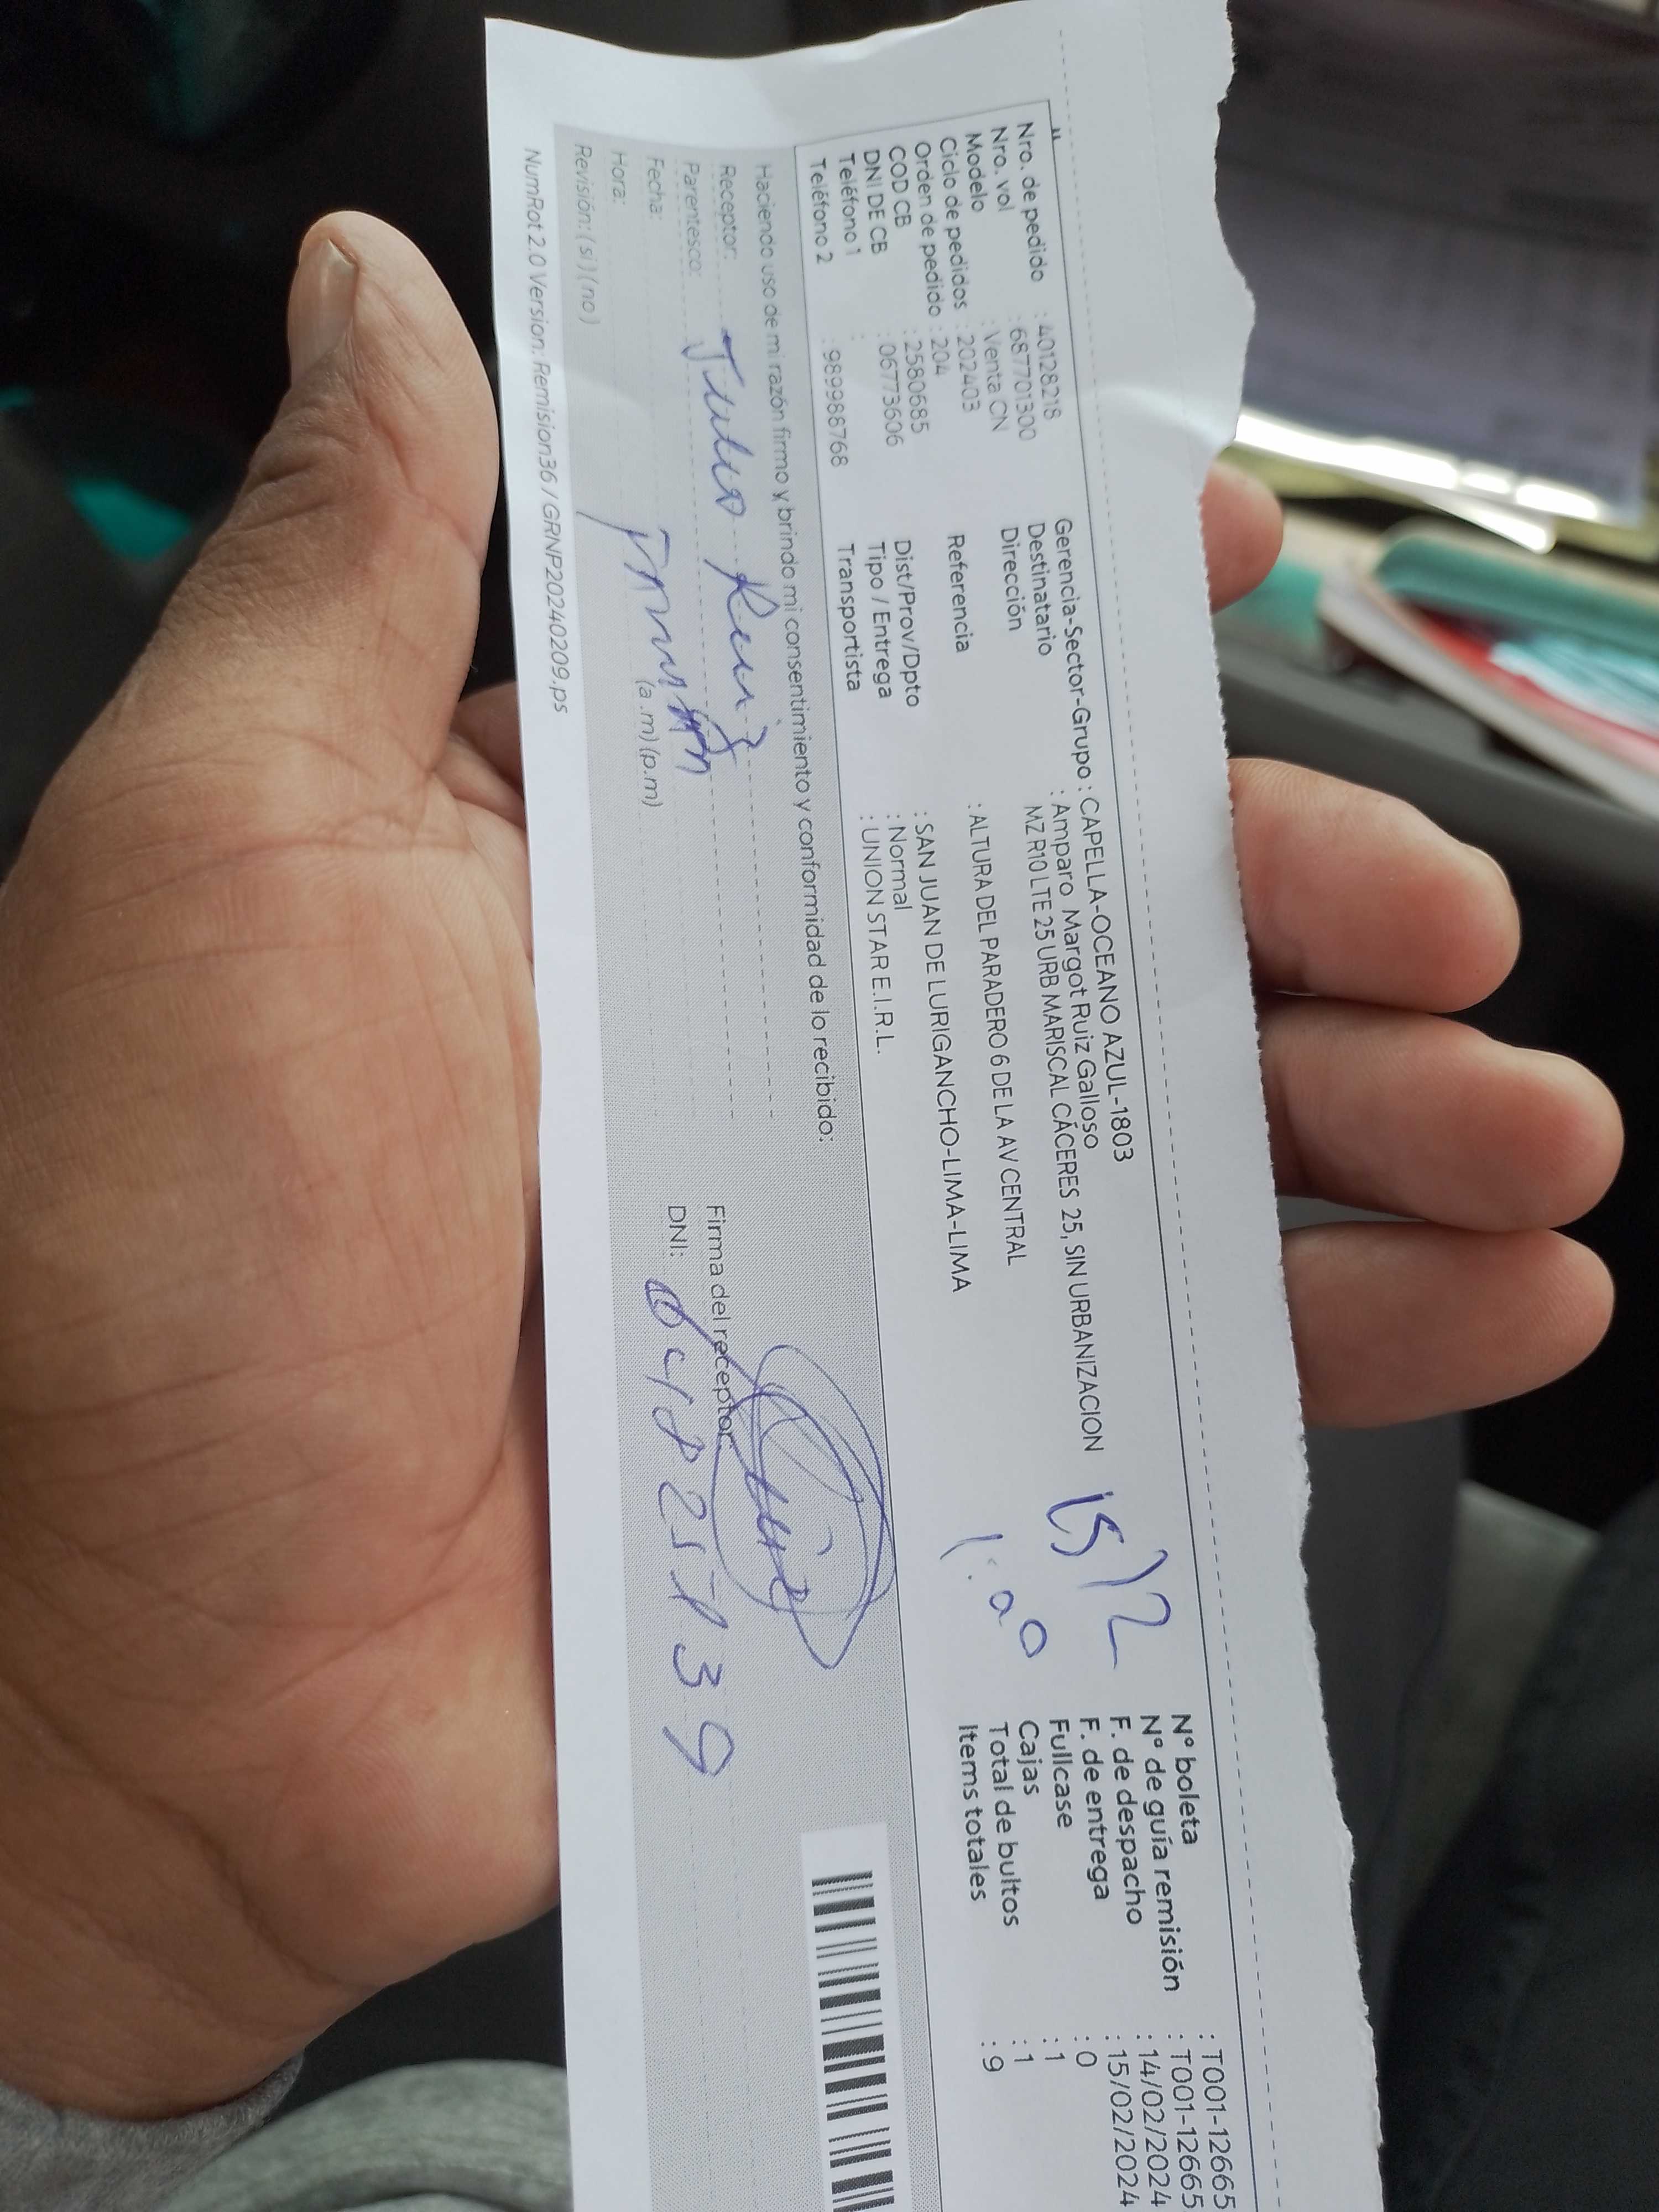 Nro. de pedido : 40128218
Nro. vol : 687701300
Modelo : Venta CN
Ciclo de pedidos : 202403
Orden de pedido : 204
COD CB : 2580685
DNI DE CB : 06773606
Teléfono 1 :
Teléfono 2 : 989988768
Gerencia-Sector-Grupo : CAPELLA-OCEANO AZUL-1803
Destinatario : Amparo Margot Ruiz Galloso
Dirección MZ R10 LTE 25 URB MARISCAL CÁCERES 25, SIN URBANIZACION
Referencia : ALTURA DEL PARADERO 6 DE LA AV CENTRAL
Dist/Prov/Dpto : SAN JUAN DE LURIGANCHO-LIMA-LIMA
Tipo / Entrega : Normal
Transportista : UNION STAR E.I.R.L.
15/2
1:00
N° boleta : T001-12665
N° de guía remisión : T001-12665
F. de despacho : 14/02/2024
F. de entrega : 15/02/2024
Fullcase : 0
Cajas : 1
Total de bultos : 1
Items totales : 9
Haciendo uso de mi razón firmo y brindo mi consentimiento y conformidad de lo recibido:
Receptor: Julio Ruiz
Parentesco:
Fecha:
Hora: (a.m) (p.m)
Revisión: ( si ) ( no )
Firma del receptor
DNI:
NumRot 2.0 Version: Remision36 / GRNP20240209.ps